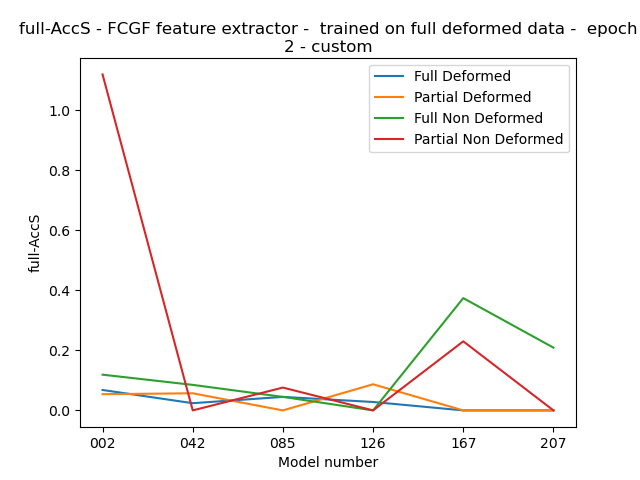 full-AccS - FCGF feature extractor -  trained on full deformed data -  epoch
2 - custom
Full Deformed
Partial Deformed
Full Non Deformed
Partial Non Deformed
1.0
0.8
0.6
0.4
0.2
0.0
full-AccS
002 042 085 126 167 207
Model number